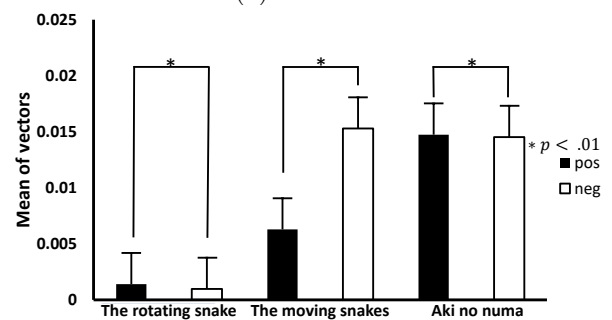 0.025
0.02
0.015
0.01
0.005
0
Mean of vectors
*
*
*
* p < .01
pos
neg
The rotating snake
The moving snakes
Aki no numa